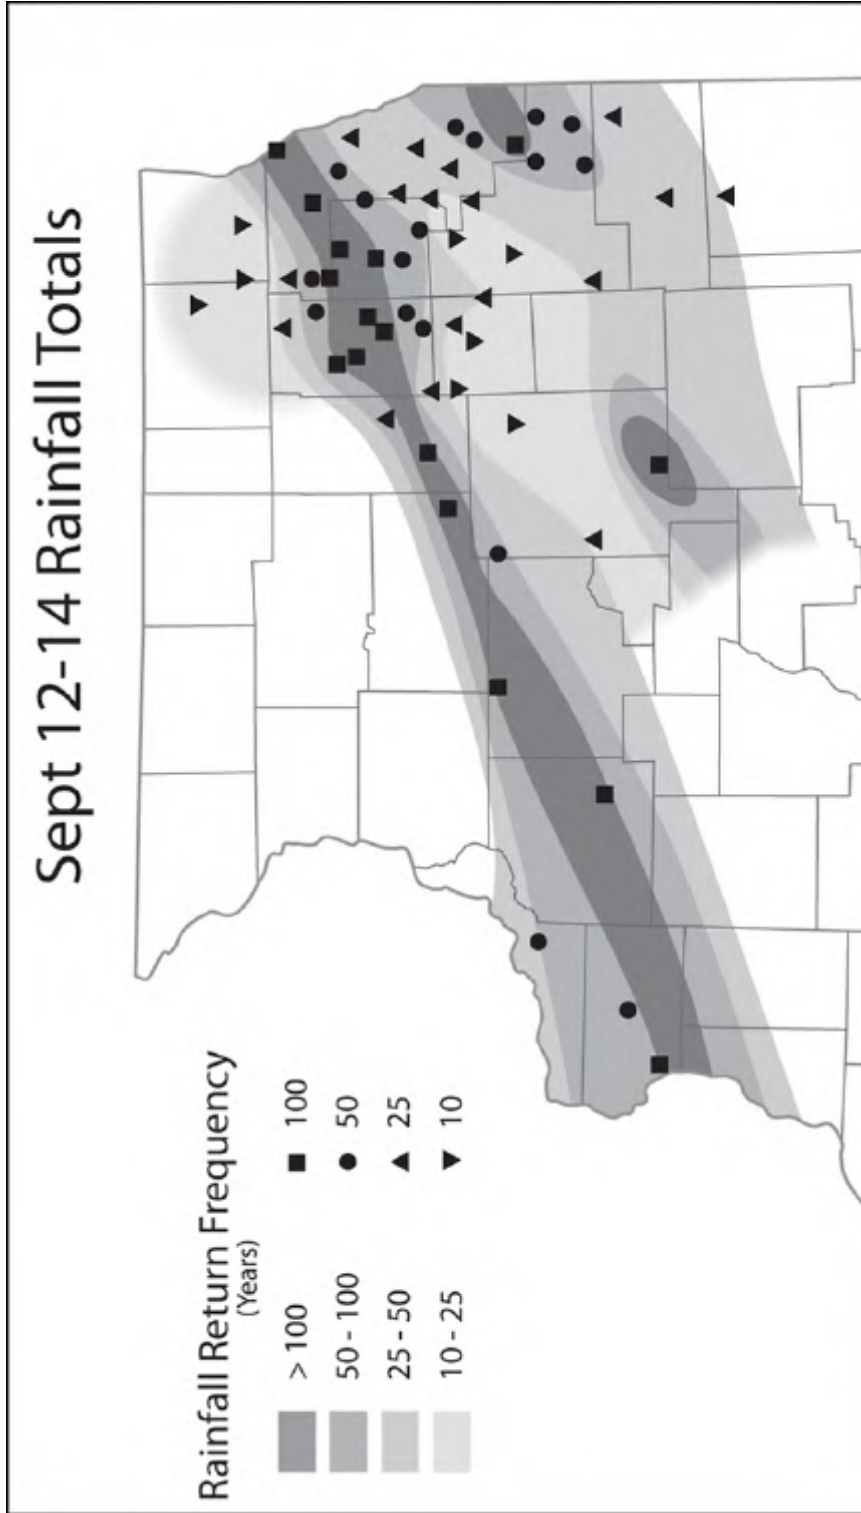 Sept 12-14 Rainfall Totals
Rainfall Return Frequency
(Years)
> 100
50 - 100
25 - 50
10 - 25
100
50
25
10